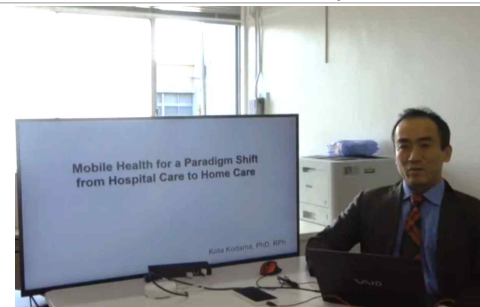 Mobile Health for a Paradigm Shift
from Hospital Care to Home Care
Kota Kodama, PhD, RPh
VAIO